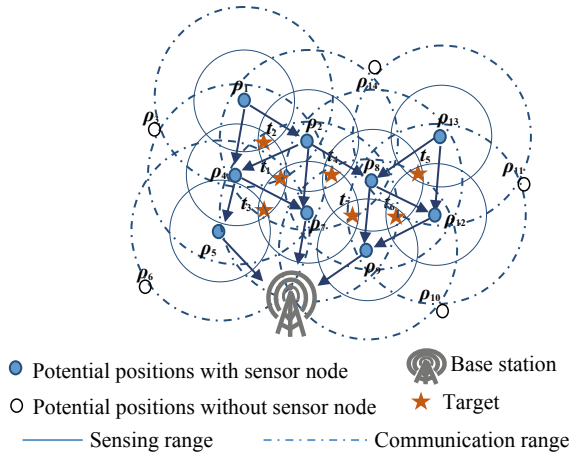 ρ14
ρ1
ρ3
t2
ρ2
ρ13
ρ4
t1
t4
ρ8
t5
ρ11
t3
ρ7
t7
t6
ρ12
ρ5
ρ9
ρ6
ρ10
Potential positions with sensor node
Base station
Potential positions without sensor node
Target
Sensing range
Communication range